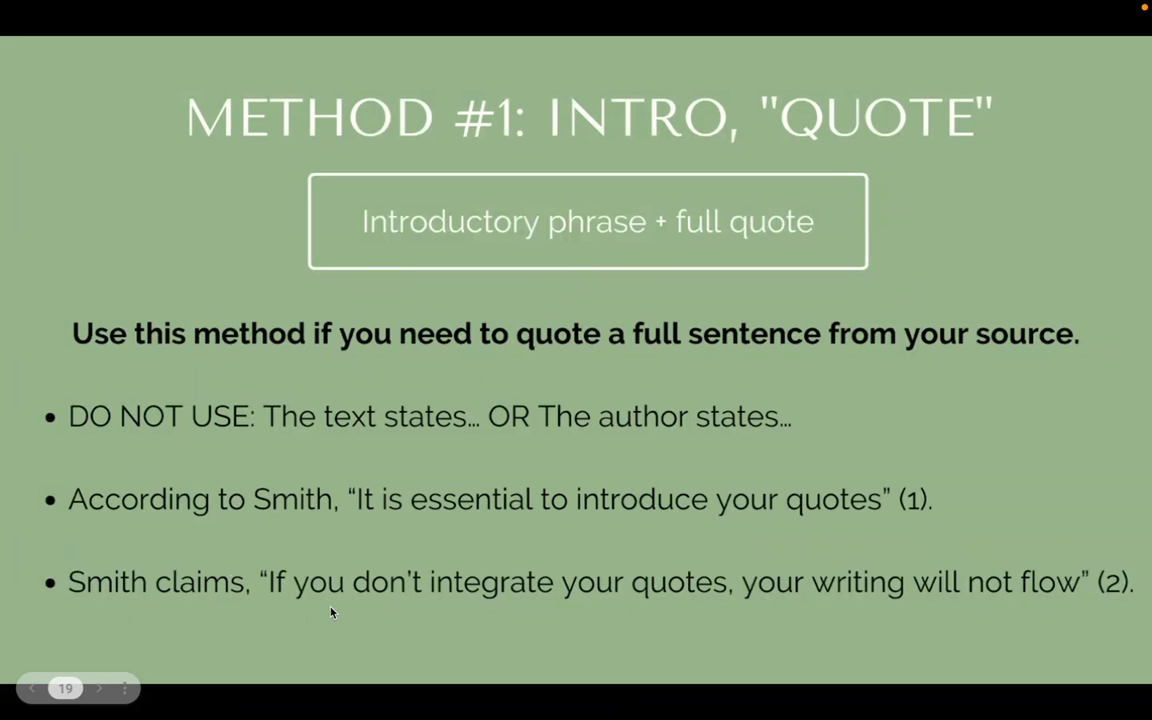 METHOD #1: INTRO, "QUOTE"
Introductory phrase + full quote
Use this method if you need to quote a full sentence from your source.
• DO NOT USE: The text states... OR The author states...
• According to Smith, “It is essential to introduce your quotes” (1).
• Smith claims, “If you don’t integrate your quotes, your writing will not flow” (2).
19